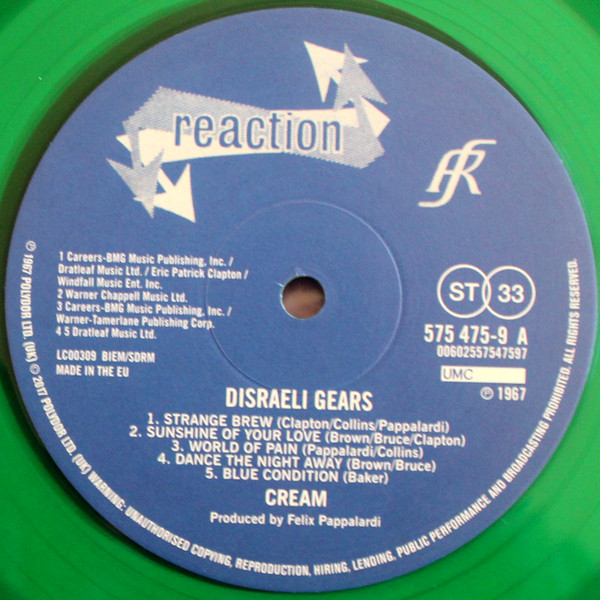 reaction
fR
1 Careers-BMG Music Publishing, Inc. /
Dratleaf Music Ltd. / Eric Patrick Clapton /
Windfall Music Ent. Inc.
2 Warner Chappell Music Ltd.
3 Careers-BMG Music Publishing, Inc. /
Warner-Tamerlane Publishing Corp.
4 5 Dratleaf Music Ltd.
LC00309 BIEM/SDRM
MADE IN THE EU
ST 33
575 475-9 A
00602557547597
UMC
℗ 1967
DISRAELI GEARS
1. STRANGE BREW (Clapton/Collins/Pappalardi)
2. SUNSHINE OF YOUR LOVE (Brown/Bruce/Clapton)
3. WORLD OF PAIN (Pappalardi/Collins)
4. DANCE THE NIGHT AWAY (Brown/Bruce)
5. BLUE CONDITION (Baker)
CREAM
Produced by Felix Pappalardi
℗ 1967 POLYDOR LTD. (UK) © 2017 POLYDOR LTD. (UK) WARNING: UNAUTHORISED COPYING, REPRODUCTION, HIRING, LENDING, PUBLIC PERFORMANCE AND BROADCASTING PROHIBITED. ALL RIGHTS RESERVED.